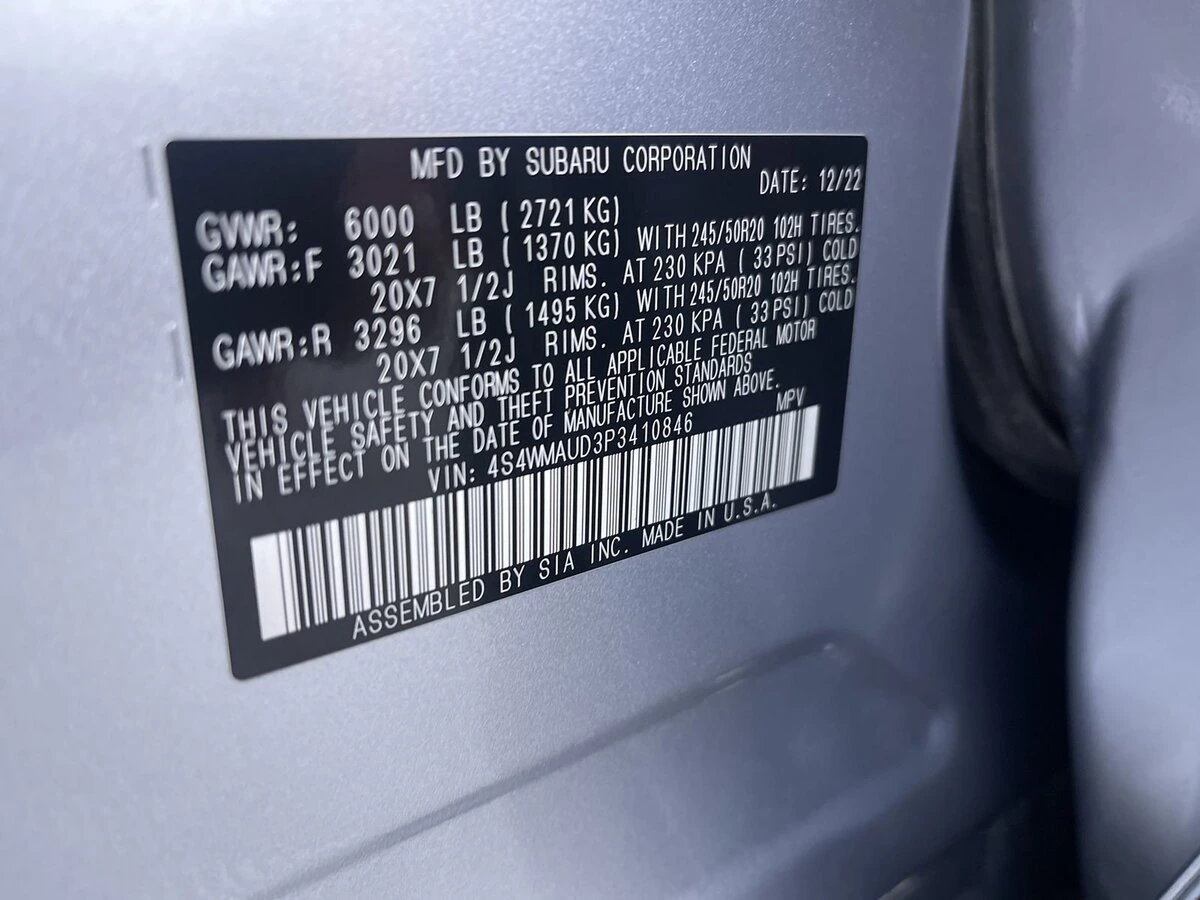 MFD BY SUBARU CORPORATION
DATE: 12/22
GVWR: 6000 LB ( 2721 KG)
GAWR:F 3021 LB ( 1370 KG) WITH 245/50R20 102H TIRES.
20X7 1/2J RIMS. AT 230 KPA ( 33 PSI) COLD
GAWR:R 3296 LB ( 1495 KG) WITH 245/50R20 102H TIRES.
20X7 1/2J RIMS. AT 230 KPA ( 33 PSI) COLD
THIS VEHICLE CONFORMS TO ALL APPLICABLE FEDERAL MOTOR
VEHICLE SAFETY AND THEFT PREVENTION STANDARDS
IN EFFECT ON THE DATE OF MANUFACTURE SHOWN ABOVE.
VIN: 4S4WMAUD3P3410846 MPV
ASSEMBLED BY SIA INC. MADE IN U.S.A.